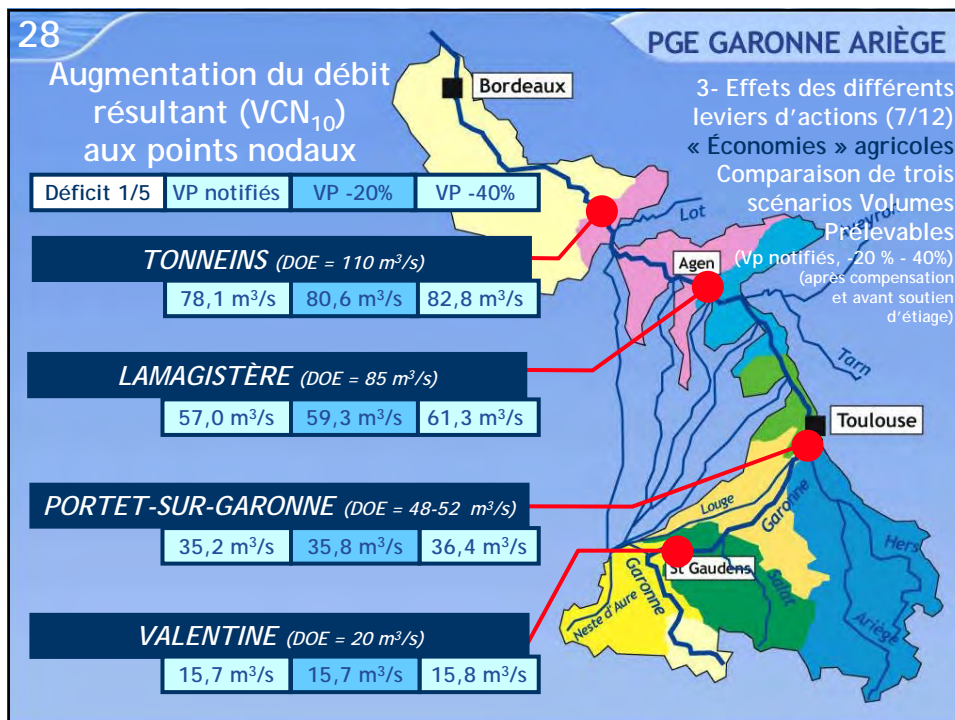 28
PGE GARONNE ARIÈGE
Augmentation du débit
résultant (VCN10)
aux points nodaux
3- Effets des différents
leviers d'actions (7/12)
« Économies » agricoles
Comparaison de trois
scénarios Volumes
Prélevables
(Vp notifiés, -20 % - 40%)
(après compensation
et avant soutien
d'étiage)
Déficit 1/5 VP notifiés VP -20% VP -40%
TONNEINS (DOE = 110 m³/s)
78,1 m³/s 80,6 m³/s 82,8 m³/s
LAMAGISTÈRE (DOE = 85 m³/s)
57,0 m³/s 59,3 m³/s 61,3 m³/s
PORTET-SUR-GARONNE (DOE = 48-52 m³/s)
35,2 m³/s 35,8 m³/s 36,4 m³/s
VALENTINE (DOE = 20 m³/s)
15,7 m³/s 15,7 m³/s 15,8 m³/s
Bordeaux
Lot
Agen
Tarn
Toulouse
Louge
Garonne
Hers
St Gaudens
Salat
Garonne
Neste d'Aure
Ariège